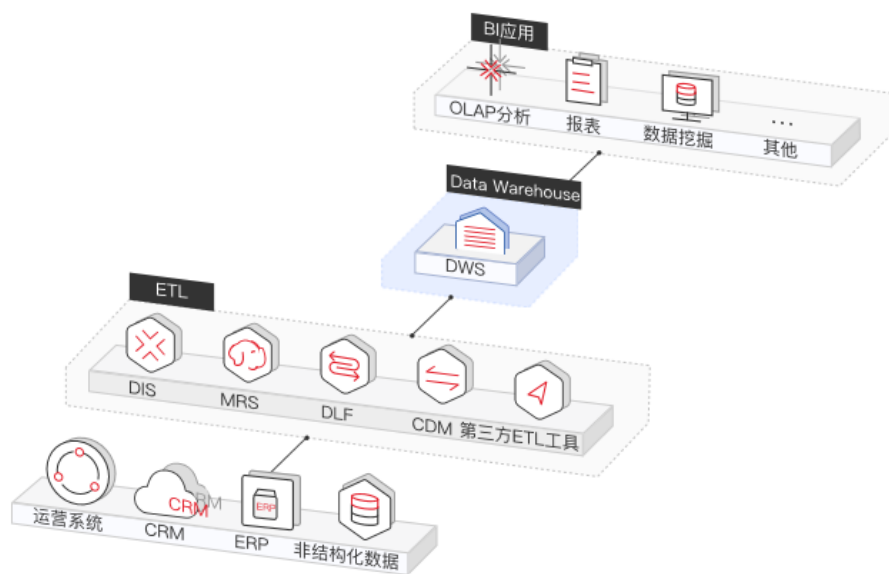 BI应用
OLAP分析
报表
数据挖掘
...
其他
Data Warehouse
DWS
ETL
DIS
MRS
DLF
CDM
第三方ETL工具
CRM
ERP
运营系统
CRM
ERP
非结构化数据